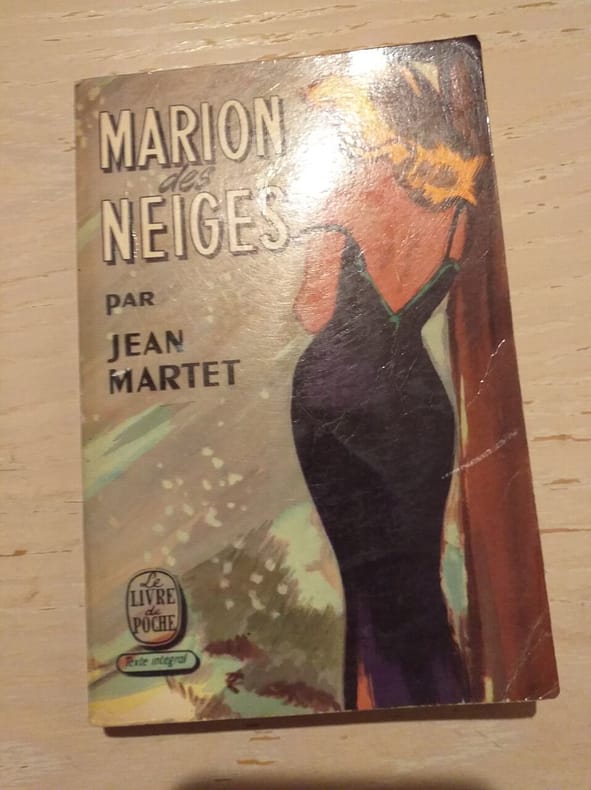 MARION
des
NEIGES
PAR
JEAN
MARTET
Le
LIVRE
de
POCHE
Texte intégral